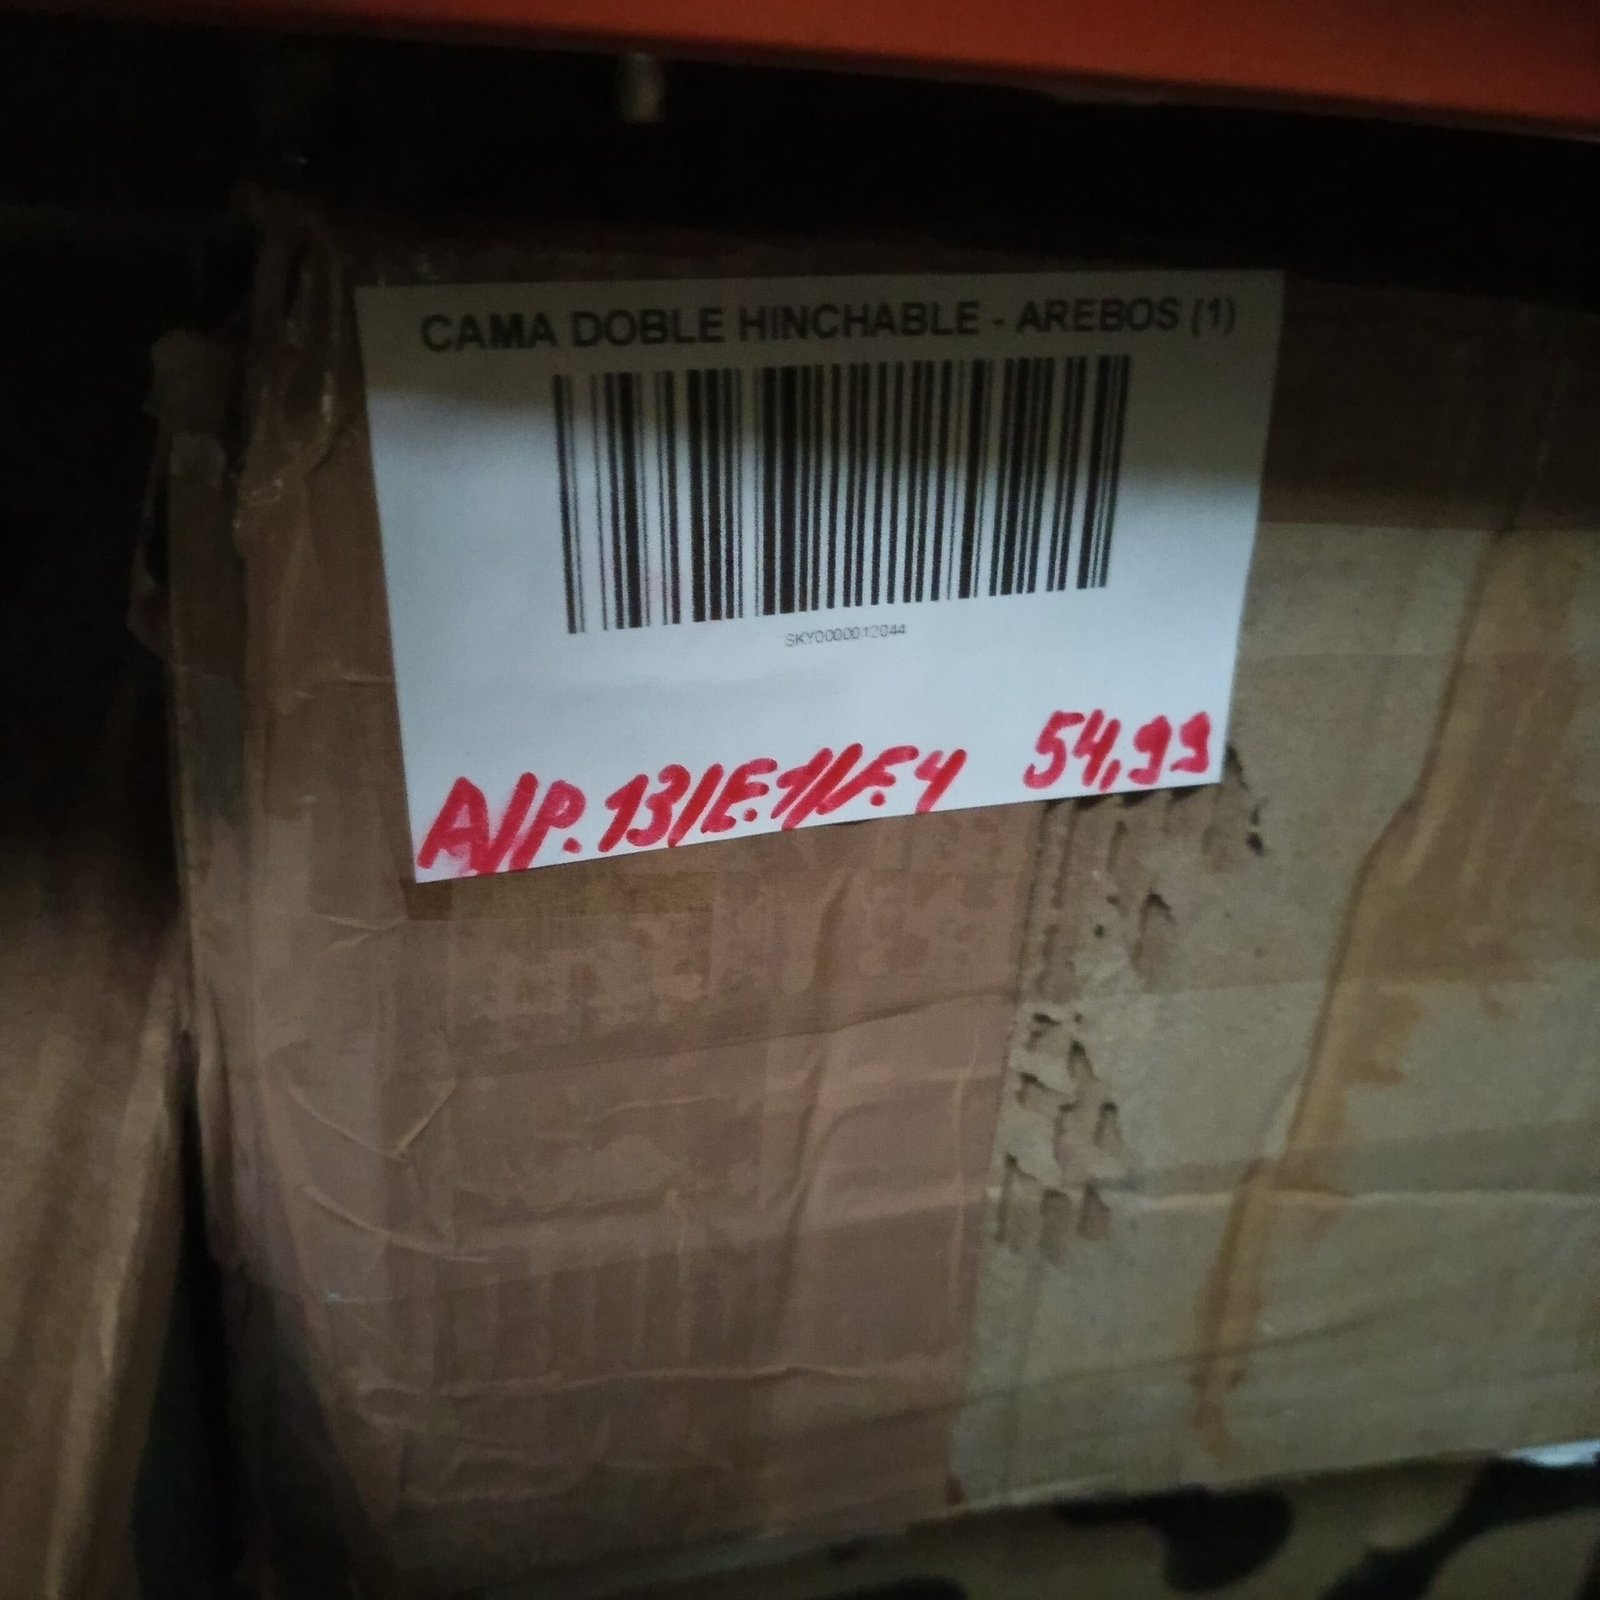 CAMA DOBLE HINCHABLE - AREBOS (1)
SKY0000012044
A/P. 13/E.1/F.4 54,99